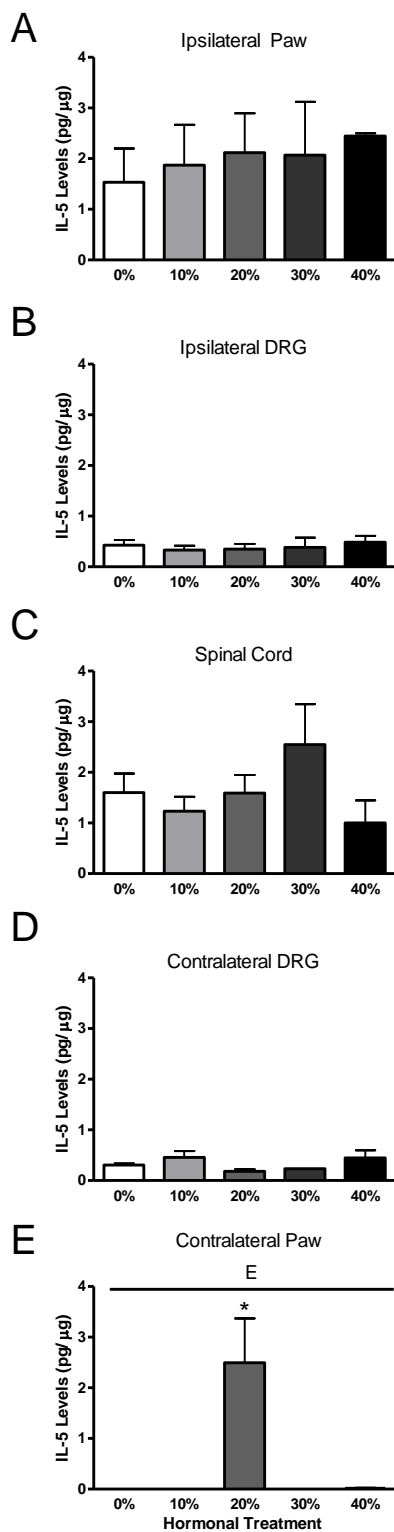 A
Ipsilateral Paw
IL-5 Levels (pg/µg)
4
3
2
1
0
0% 10% 20% 30% 40%
B
Ipsilateral DRG
IL-5 Levels (pg/µg)
4
3
2
1
0
0% 10% 20% 30% 40%
C
Spinal Cord
IL-5 Levels (pg/µg)
4
3
2
1
0
0% 10% 20% 30% 40%
D
Contralateral DRG
IL-5 Levels (pg/µg)
4
3
2
1
0
0% 10% 20% 30% 40%
E
Contralateral Paw
E
*
IL-5 Levels (pg/µg)
4
3
2
1
0
0% 10% 20% 30% 40%
Hormonal Treatment